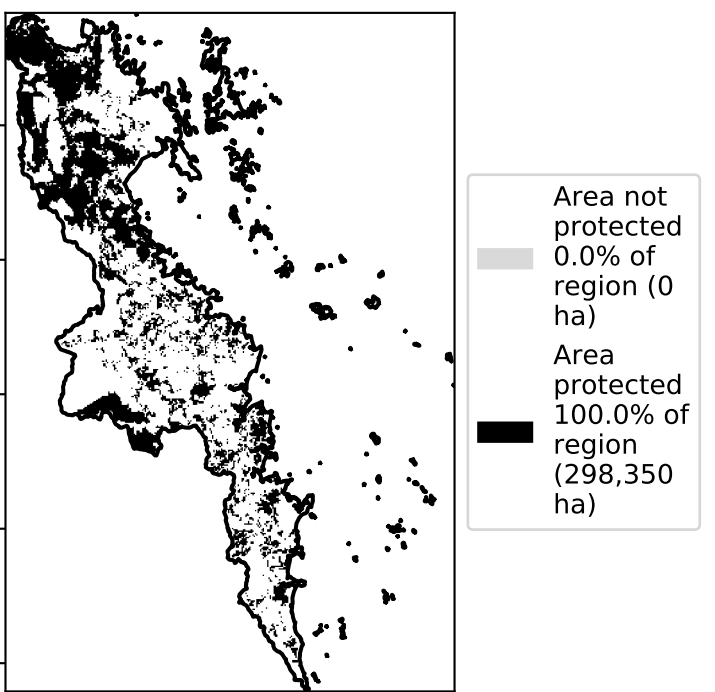 Area not
protected
0.0% of
region (0
ha)
Area
protected
100.0% of
region
(298,350
ha)